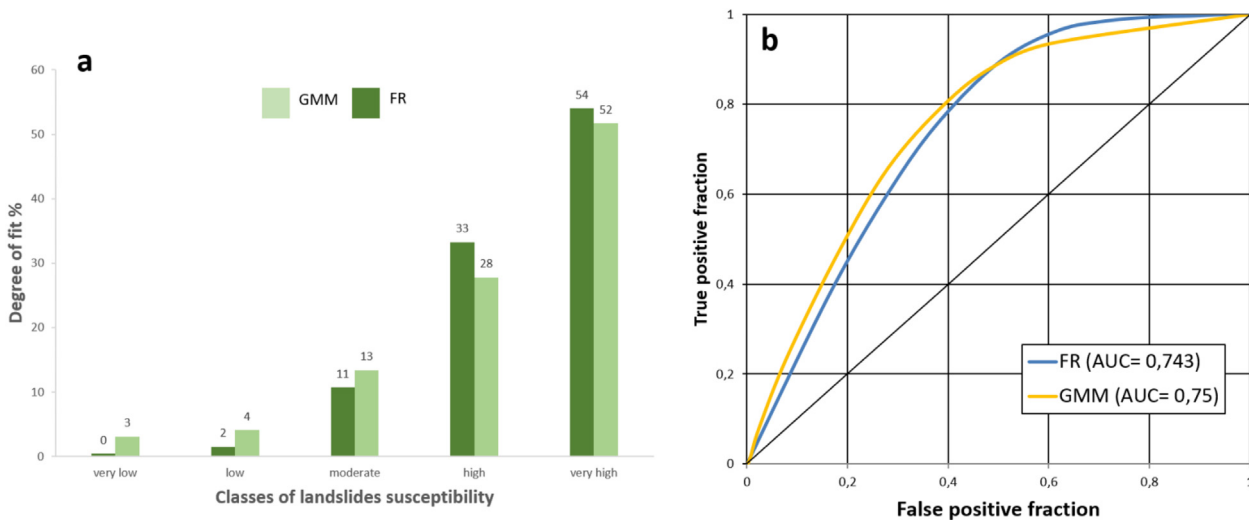 a
GMM FR
60
50
40
30
20
10
0
Degree of fit %
0 3
2 4
11 13
33 28
54 52
very low low moderate high very high
Classes of landslides susceptibility
b
1
0,8
0,6
0,4
0,2
0
True positive fraction
FR (AUC= 0,743)
GMM (AUC= 0,75)
0 0,2 0,4 0,6 0,8 1
False positive fraction